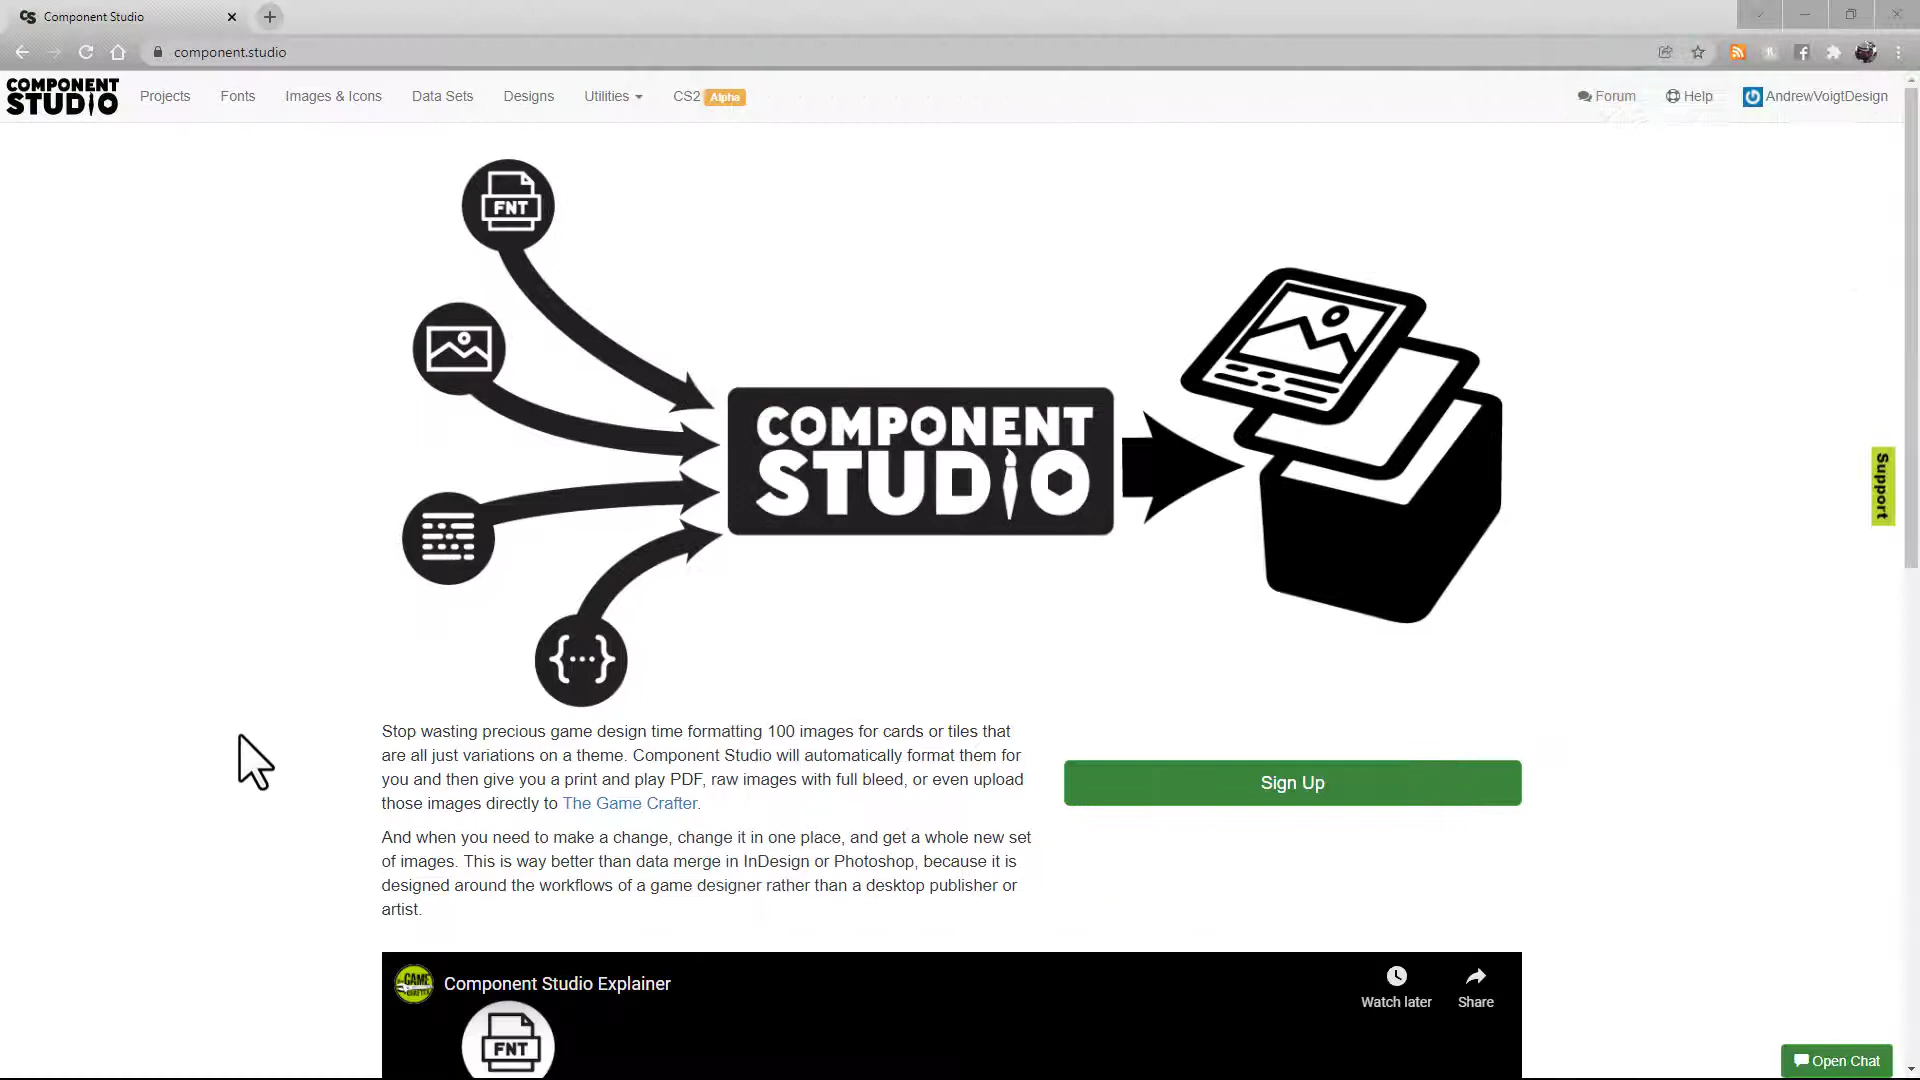 Component Studio
component.studio
COMPONENT
STUDIO
Projects
Fonts
Images & Icons
Data Sets
Designs
Utilities
CS2 Alpha
Forum
Help
AndrewVoigtDesign
FNT
COMPONENT
STUDIO
{...}
Support
Stop wasting precious game design time formatting 100 images for cards or tiles that
are all just variations on a theme. Component Studio will automatically format them for
you and then give you a print and play PDF, raw images with full bleed, or even upload
those images directly to The Game Crafter.
Sign Up
And when you need to make a change, change it in one place, and get a whole new set
of images. This is way better than data merge in InDesign or Photoshop, because it is
designed around the workflows of a game designer rather than a desktop publisher or
artist.
Component Studio Explainer
Watch later
Share
FNT
Open Chat